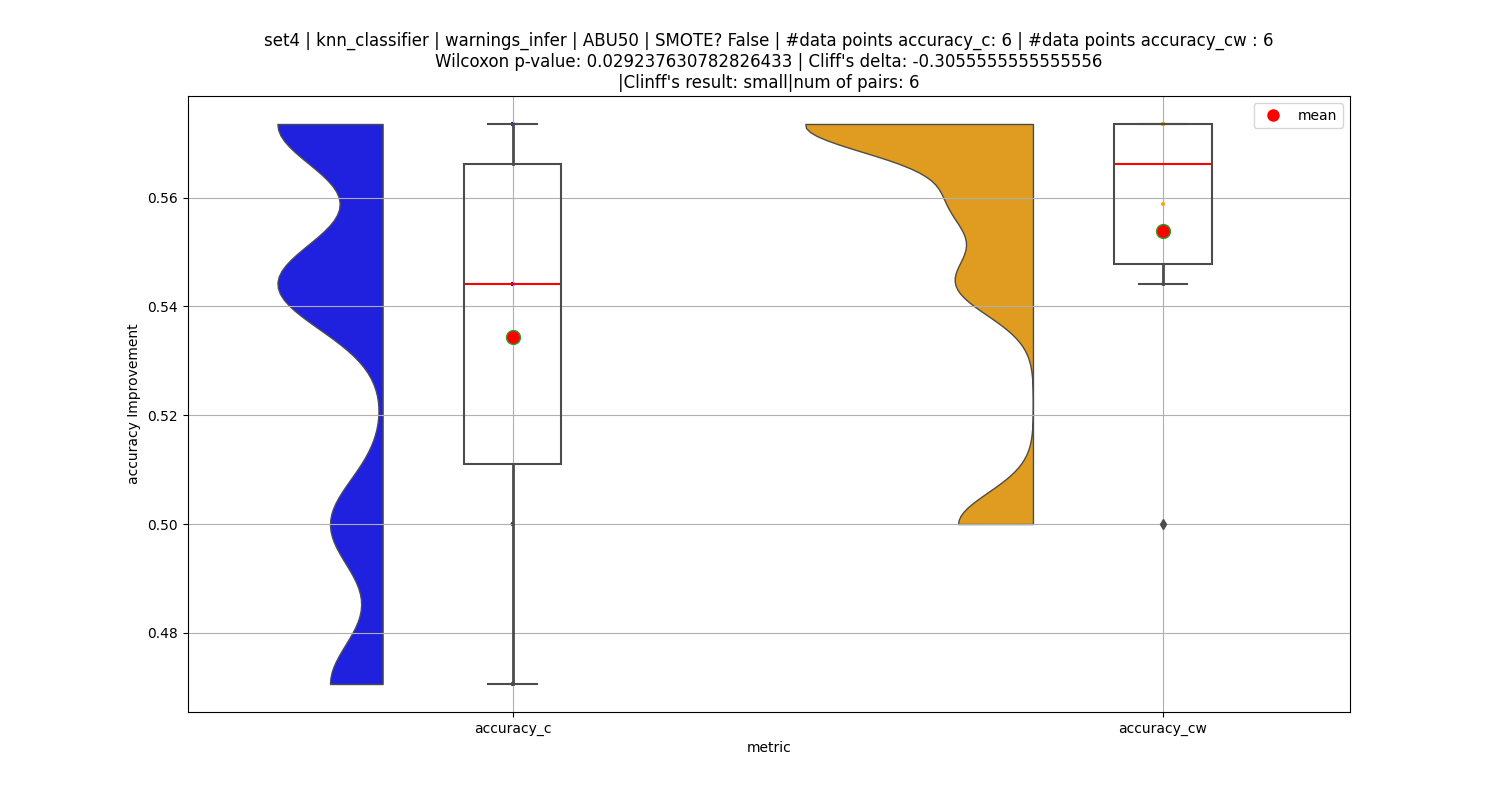 set4 | knn_classifier | warnings_infer | ABU50 | SMOTE? False | #data points accuracy_c: 6 | #data points accuracy_cw : 6
Wilcoxon p-value: 0.029237630782826433 | Cliff's delta: -0.3055555555555556
|Clinff's result: small|num of pairs: 6
mean
0.56
0.54
0.52
0.50
0.48
accuracy Improvement
accuracy_c
accuracy_cw
metric